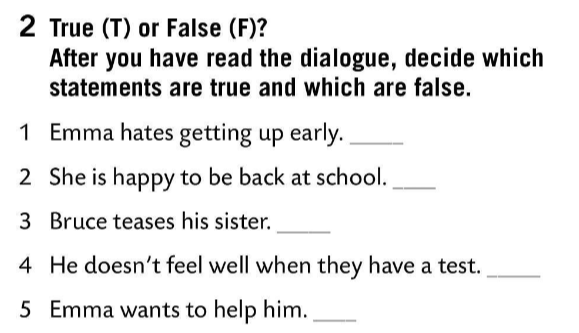 2 True (T) or False (F)?
After you have read the dialogue, decide which
statements are true and which are false.
1 Emma hates getting up early. _____
2 She is happy to be back at school. ____
3 Bruce teases his sister. _____
4 He doesn't feel well when they have a test. _____
5 Emma wants to help him. ____